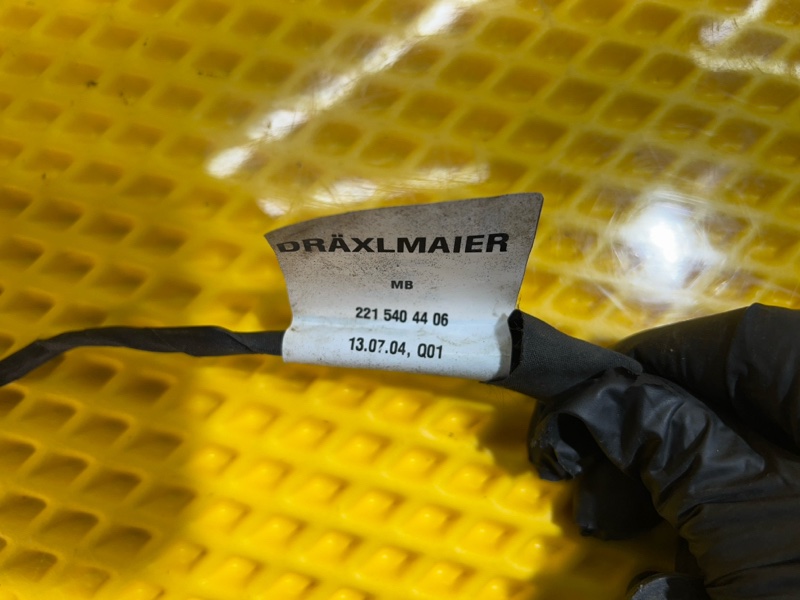 DRÄXLMAIER
MB
221 540 44 06
13.07.04, Q01